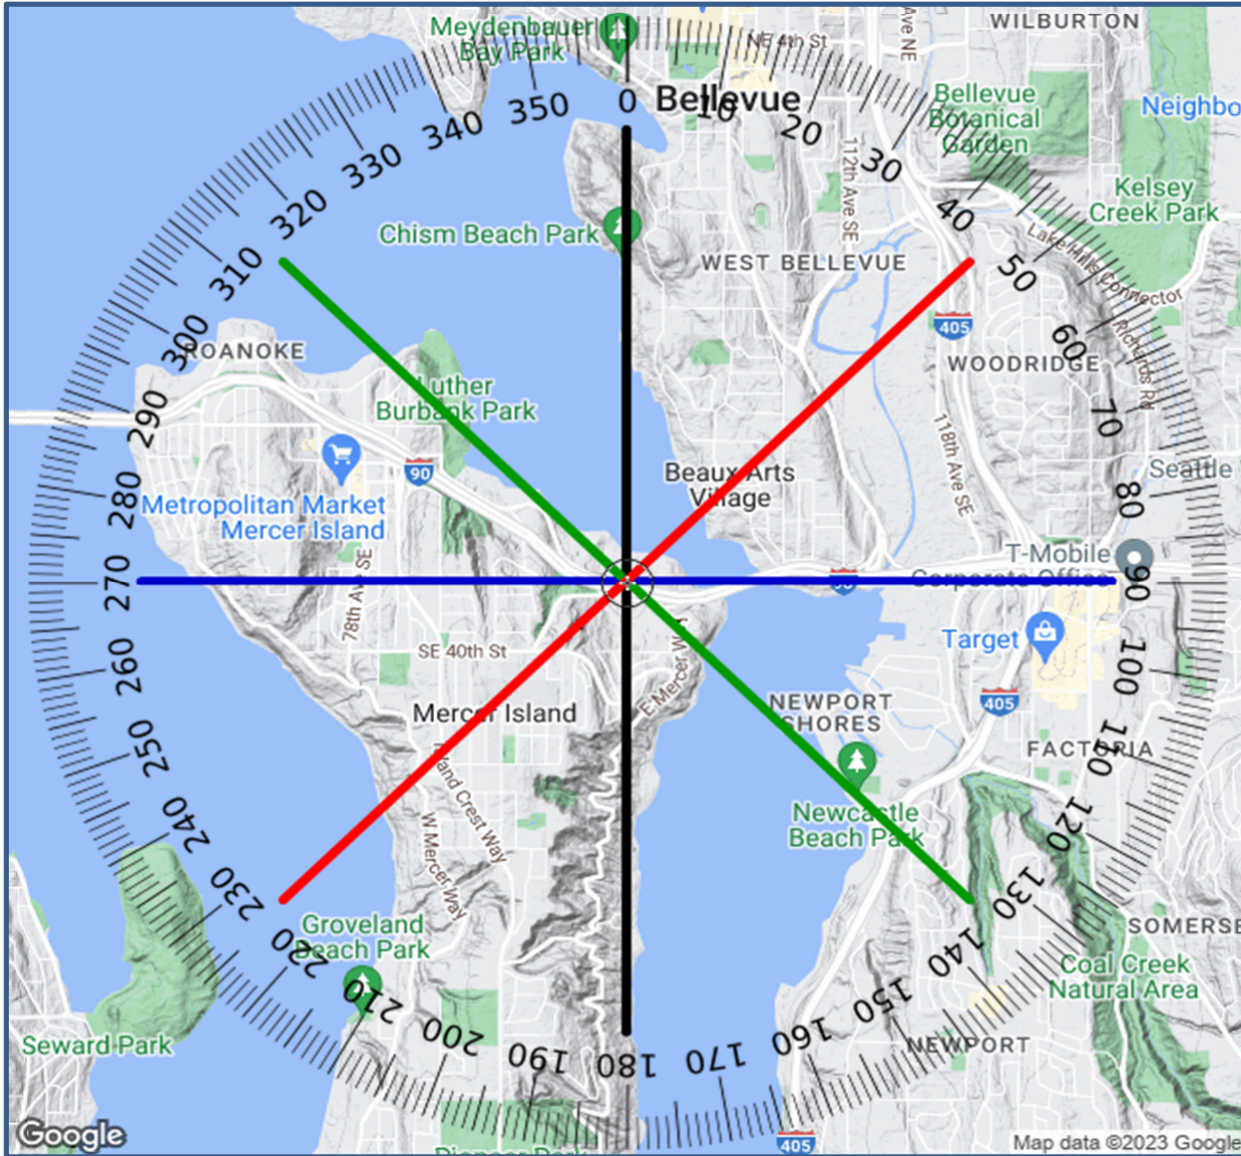 Meydenbauer
Bay Park
NE 4th St
Ave NE
WILBURTON
Bellevue
Bellevue
Botanical
Garden
Neighbo
Kelsey
Creek Park
Lake Hills Connector
Richards Rd
112th Ave SE
Chism Beach Park
WEST BELLEVUE
405
WOODRIDGE
118th Ave SE
ROANOKE
Luther
Burbank Park
90
Metropolitan Market
Mercer Island
78th Ave SE
Beaux Arts
Village
Seattle
T-Mobile
Corporate Office
90
Target
SE 40th St
E Mercer W
Mercer Island
NEWPORT
SHORES
405
FACTORIA
Newcastle
Beach Park
Island Crest Way
W Mercer Way
Groveland
Beach Park
SOMERSE
Coal Creek
Natural Area
NEWPORT
Seward Park
405
Pioneer Park
0
10
20
30
40
50
60
70
80
90
100
110
120
130
140
150
160
170
180
190
200
210
220
230
240
250
260
270
280
290
300
310
320
330
340
350
Google
Map data ©2023 Google